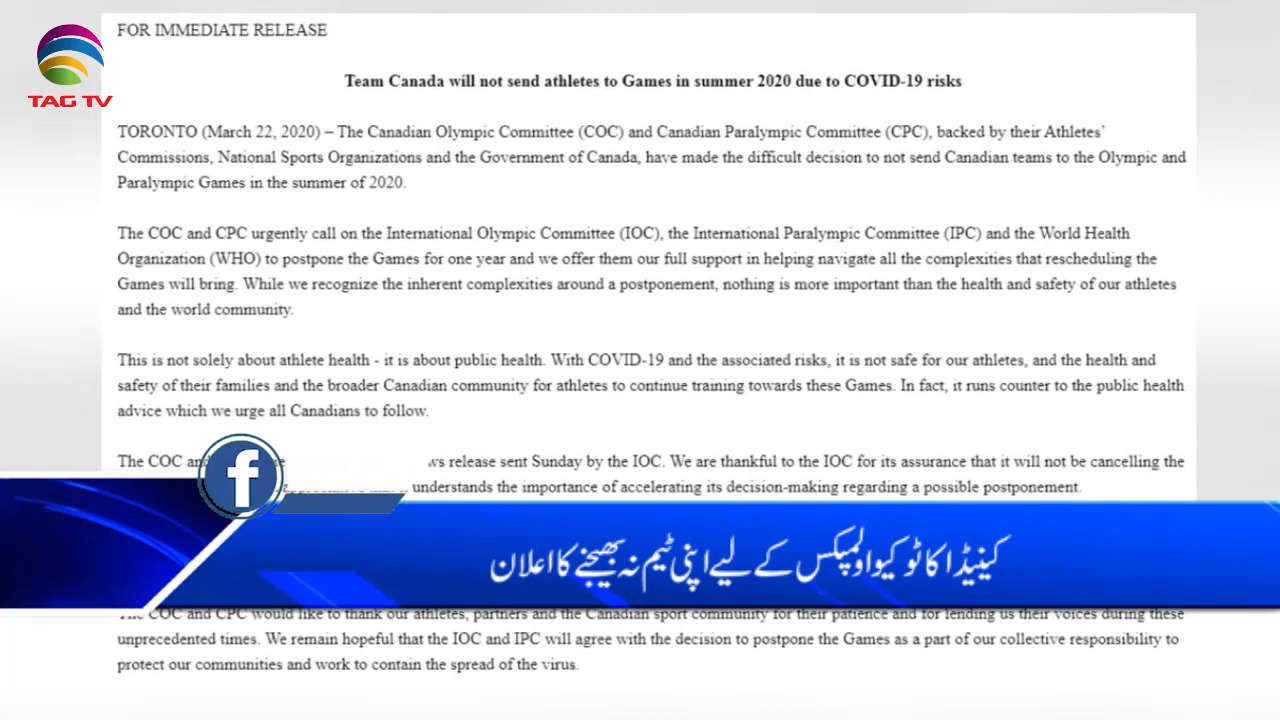 FOR IMMEDIATE RELEASE
TAG TV
Team Canada will not send athletes to Games in summer 2020 due to COVID-19 risks
TORONTO (March 22, 2020) – The Canadian Olympic Committee (COC) and Canadian Paralympic Committee (CPC), backed by their Athletes'
Commissions, National Sports Organizations and the Government of Canada, have made the difficult decision to not send Canadian teams to the Olympic and
Paralympic Games in the summer of 2020.
The COC and CPC urgently call on the International Olympic Committee (IOC), the International Paralympic Committee (IPC) and the World Health
Organization (WHO) to postpone the Games for one year and we offer them our full support in helping navigate all the complexities that rescheduling the
Games will bring. While we recognize the inherent complexities around a postponement, nothing is more important than the health and safety of our athletes
and the world community.
This is not solely about athlete health - it is about public health. With COVID-19 and the associated risks, it is not safe for our athletes, and the health and
safety of their families and the broader Canadian community for athletes to continue training towards these Games. In fact, it runs counter to the public health
advice which we urge all Canadians to follow.
The COC and release sent Sunday by the IOC. We are thankful to the IOC for its assurance that it will not be cancelling the
understands the importance of accelerating its decision-making regarding a possible postponement.
کینیڈا کا ٹوکیو اولمپکس کے لیے اپنی ٹیم نہ بھیجنے کا اعلان
The COC and CPC would like to thank our athletes, partners and the Canadian sport community for their patience and for lending us their voices during these
unprecedented times. We remain hopeful that the IOC and IPC will agree with the decision to postpone the Games as a part of our collective responsibility to
protect our communities and work to contain the spread of the virus.